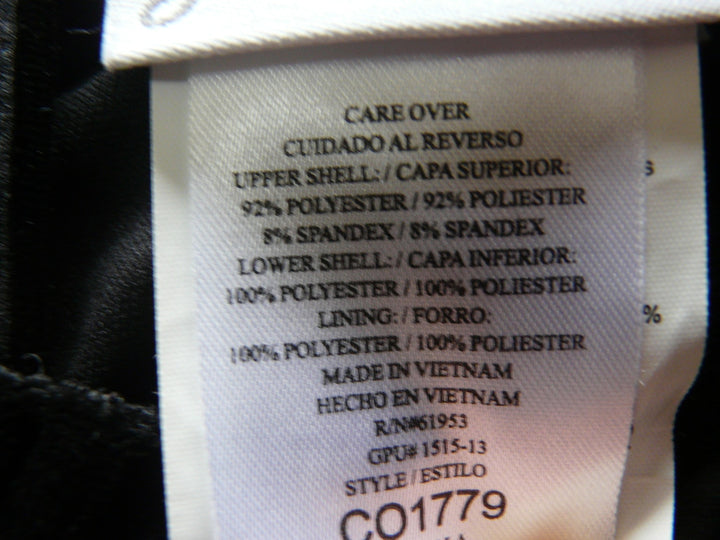 CARE OVER
CUIDADO AL REVERSO
UPPER SHELL: / CAPA SUPERIOR:
92% POLYESTER / 92% POLIESTER
8% SPANDEX / 8% SPANDEX
LOWER SHELL: / CAPA INFERIOR:
100% POLYESTER / 100% POLIESTER
LINING: / FORRO:
100% POLYESTER / 100% POLIESTER
MADE IN VIETNAM
HECHO EN VIETNAM
R/N#61953
GPU# 1515-13
STYLE / ESTILO
CO1779